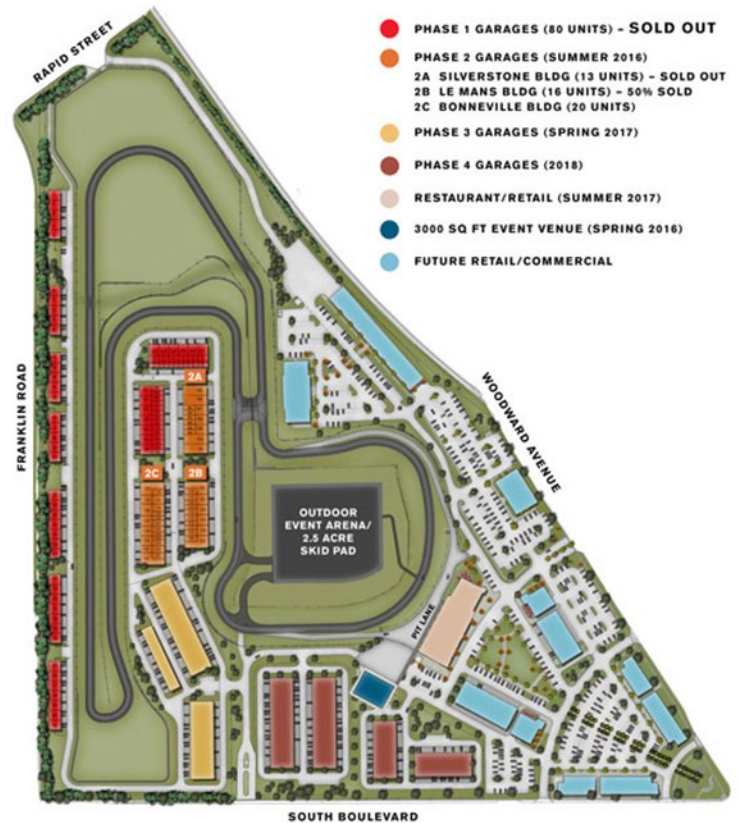 RAPID STREET
PHASE 1 GARAGES (80 UNITS) – SOLD OUT
PHASE 2 GARAGES (SUMMER 2016)
2A SILVERSTONE BLDG (13 UNITS) – SOLD OUT
2B LE MANS BLDG (16 UNITS) – 50% SOLD
2C BONNEVILLE BLDG (20 UNITS)
PHASE 3 GARAGES (SPRING 2017)
PHASE 4 GARAGES (2018)
RESTAURANT/RETAIL (SUMMER 2017)
3000 SQ FT EVENT VENUE (SPRING 2016)
FUTURE RETAIL/COMMERCIAL
FRANKLIN ROAD
WOODWARD AVENUE
2A
2C
2B
OUTDOOR
EVENT ARENA/
2.5 ACRE
SKID PAD
PIT LANE
SOUTH BOULEVARD